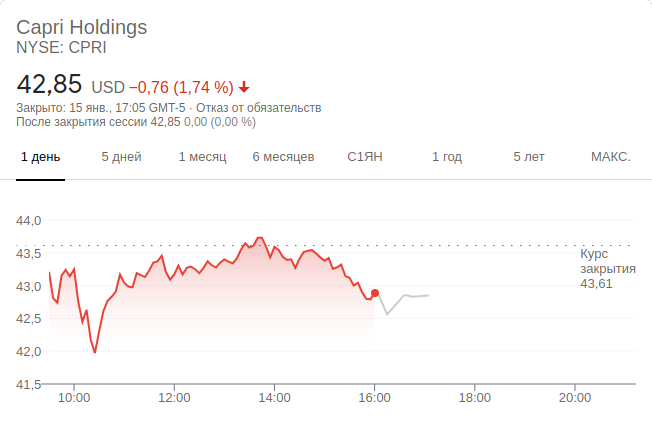 Capri Holdings
NYSE: CPRI
42,85 USD −0,76 (1,74 %)
Закрыто: 15 янв., 17:05 GMT-5 · Отказ от обязательств
После закрытия сессии 42,85 0,00 (0,00 %)
1 день 5 дней 1 месяц 6 месяцев С1ЯН 1 год 5 лет МАКС.
44,0
43,5
Курс
закрытия
43,61
43,0
42,5
42,0
41,5
10:00 12:00 14:00 16:00 18:00 20:00